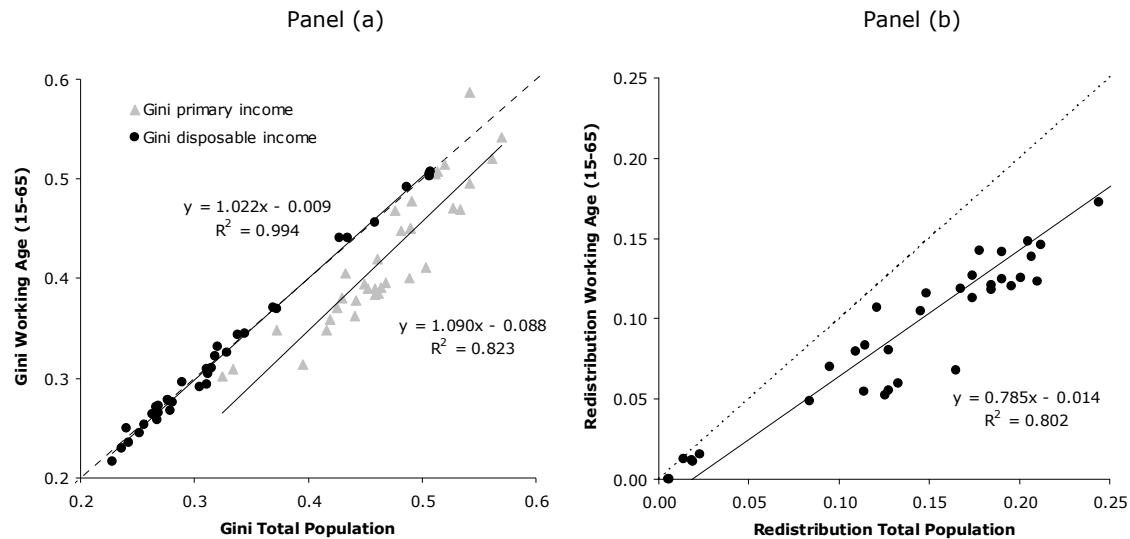 Panel (a)
Panel (b)
0.6
0.5
0.4
0.3
0.2
Gini Working Age (15-65)
Gini primary income
Gini disposable income
y = 1.022x - 0.009
R2 = 0.994
y = 1.090x - 0.088
R2 = 0.823
0.2 0.3 0.4 0.5 0.6
Gini Total Population
0.25
0.20
0.15
0.10
0.05
0.00
Redistribution Working Age (15-65)
y = 0.785x - 0.014
R2 = 0.802
0.00 0.05 0.10 0.15 0.20 0.25
Redistribution Total Population